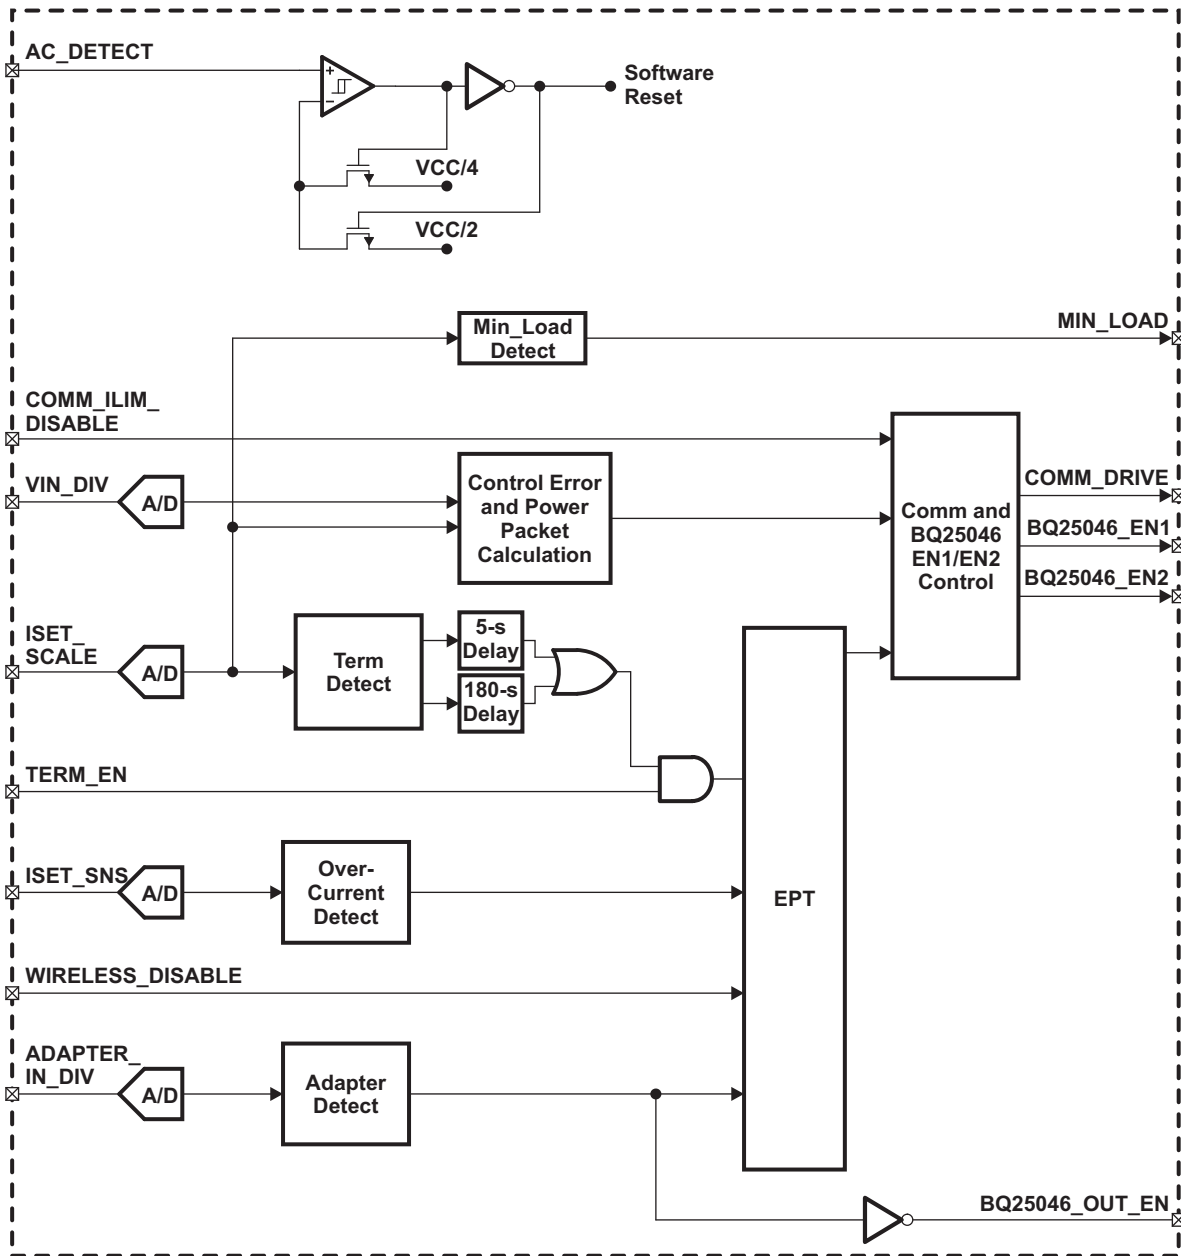 AC_DETECT
+
−
Software
Reset
VCC/4
VCC/2
Min_Load
Detect
MIN_LOAD
COMM_ILIM_
DISABLE
VIN_DIV
A/D
Control Error
and Power
Packet
Calculation
Comm and
BQ25046
EN1/EN2
Control
COMM_DRIVE
BQ25046_EN1
BQ25046_EN2
ISET_
SCALE
A/D
Term
Detect
5-s
Delay
180-s
Delay
TERM_EN
ISET_SNS
A/D
Over-
Current
Detect
EPT
WIRELESS_DISABLE
ADAPTER_
IN_DIV
A/D
Adapter
Detect
BQ25046_OUT_EN